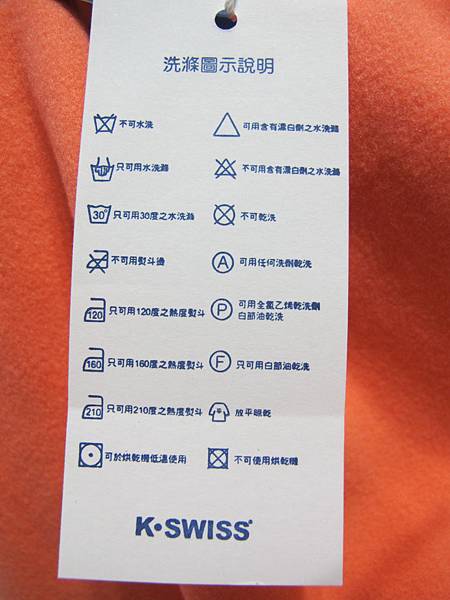 洗滌圖示說明
不可水洗
可用含有漂白劑之水洗滌
只可用水洗滌
不可用含有漂白劑之水洗滌
30°
只可用30度之水洗滌
不可乾洗
不可用熨斗燙
A
可用任何洗劑乾洗
120
只可用120度之熱度熨斗
P
可用全氯乙烯乾洗劑
白節油乾洗
160
只可用160度之熱度熨斗
F
只可用白節油乾洗
210
只可用210度之熱度熨斗
放平晾乾
可於烘乾機低溫使用
不可使用烘乾機
K·SWISS®